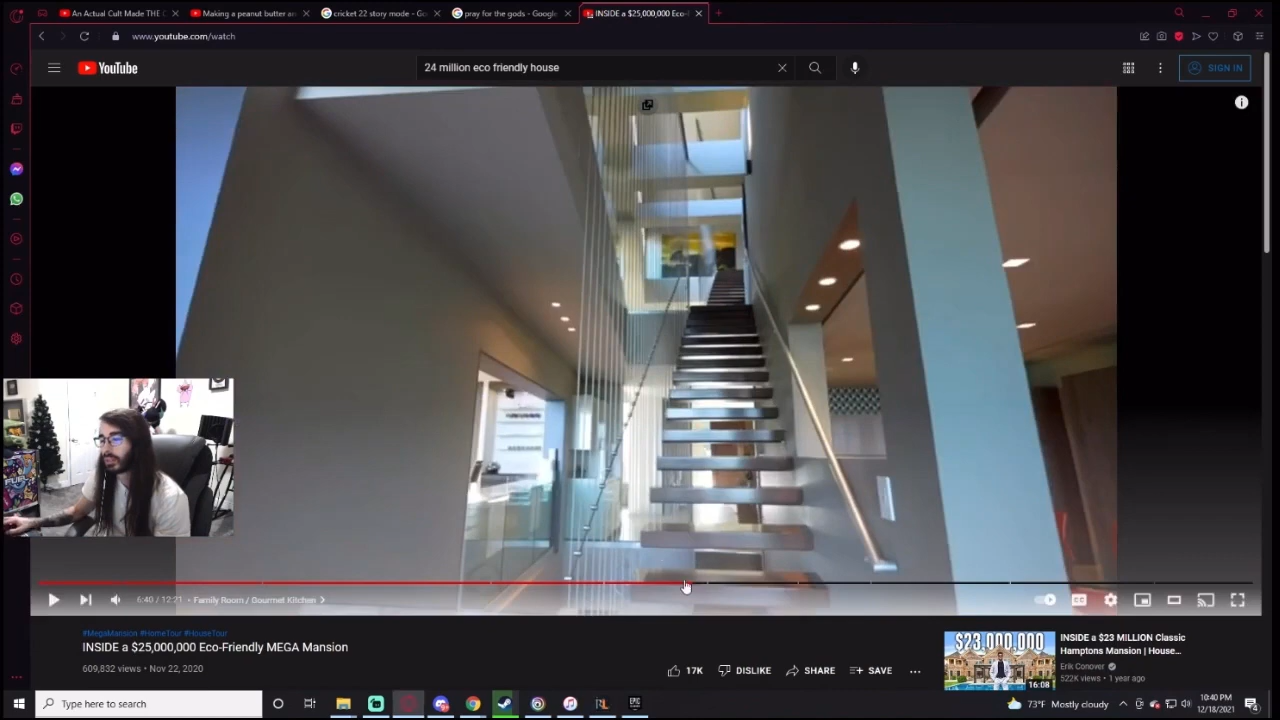 An Actual Cult Made THE C
Making a peanut butter an
cricket 22 story mode - Go
pray for the gods - Google
INSIDE a $25,000,000 Eco-F
www.youtube.com/watch
YouTube
24 million eco friendly house
SIGN IN
6:40 / 12:21 • Family Room / Gourmet Kitchen
CC
#MegaMansion #HomeTour #HouseTour
INSIDE a $25,000,000 Eco-Friendly MEGA Mansion
609,832 views • Nov 22, 2020
17K
DISLIKE
SHARE
SAVE
$23,000,000
16:08
INSIDE a $23 MILLION Classic
Hamptons Mansion | House...
Erik Conover
522K views • 1 year ago
Type here to search
EPIC
73°F Mostly cloudy
10:40 PM
12/18/2021